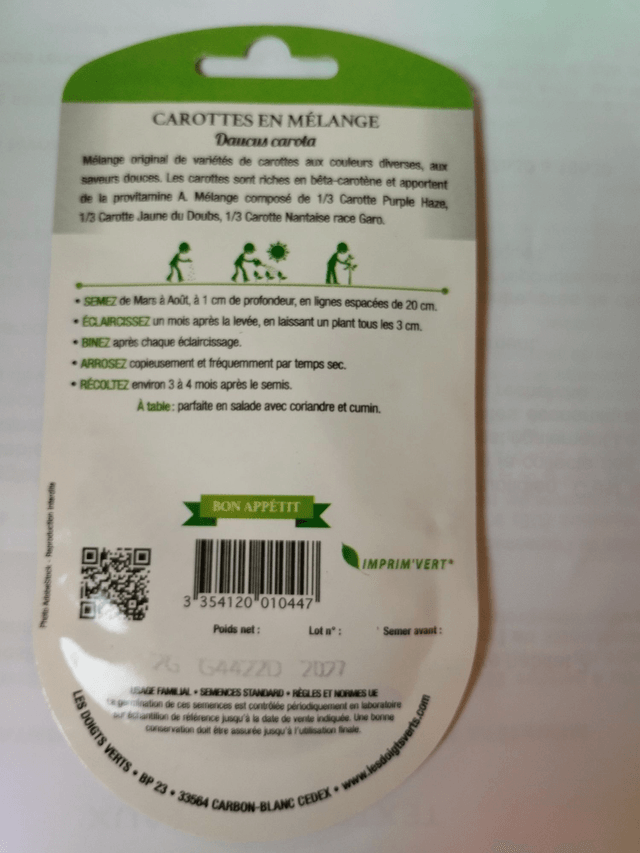 CAROTTES EN MÉLANGE
Daucus carota
Mélange original de variétés de carottes aux couleurs diverses, aux
saveurs douces. Les carottes sont riches en bêta-carotène et apportent
de la provitamine A. Mélange composé de 1/3 Carotte Purple Haze,
1/3 Carotte Jaune du Doubs, 1/3 Carotte Nantaise race Garo.
• SEMEZ de Mars à Août, à 1 cm de profondeur, en lignes espacées de 20 cm.
• ÉCLAIRCISSEZ un mois après la levée, en laissant un plant tous les 3 cm.
• BINEZ après chaque éclaircissage.
• ARROSEZ copieusement et fréquemment par temps sec.
• RÉCOLTEZ environ 3 à 4 mois après le semis.
À table : parfaite en salade avec coriandre et cumin.
BON APPÉTIT
IMPRIM'VERT®
3 354120 010447
Photo AdobeStock - Reproduction interdite
Poids net : Lot n° : Semer avant :
2G G4422D 2027
USAGE FAMILIAL • SEMENCES STANDARD • RÈGLES ET NORMES UE
La germination de ces semences est contrôlée périodiquement en laboratoire
sur échantillon de référence jusqu'à la date de vente indiquée. Une bonne
conservation doit être assurée jusqu'à l'utilisation finale.
LES DOIGTS VERTS • BP 23 • 33564 CARBON-BLANC CEDEX • www.lesdoigtsverts.com